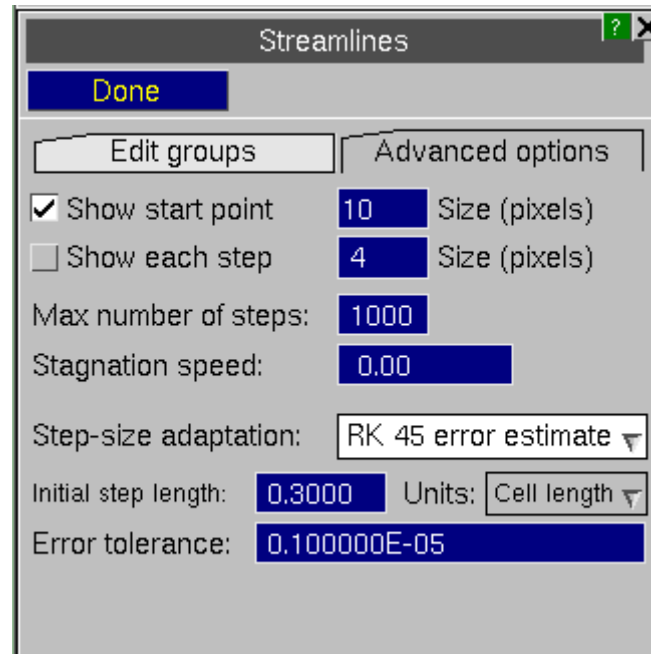 Streamlines ?
Done
Edit groups Advanced options
Show start point 10 Size (pixels)
Show each step 4 Size (pixels)
Max number of steps: 1000
Stagnation speed: 0.00
Step-size adaptation: RK 45 error estimate
Initial step length: 0.3000 Units: Cell length
Error tolerance: 0.100000E-05